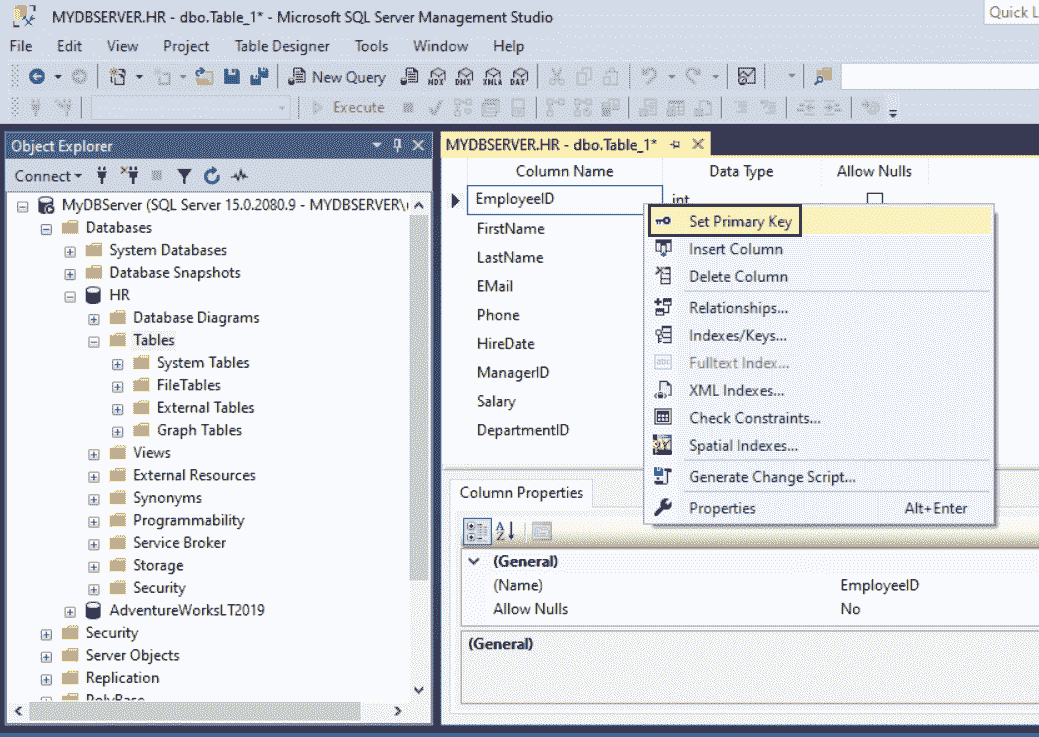 MYDBSERVER.HR - dbo.Table_1* - Microsoft SQL Server Management Studio
Quick L
File Edit View Project Table Designer Tools Window Help
New Query MDX DMX XMLA DAX
Execute
Object Explorer
Connect
MyDBServer (SQL Server 15.0.2080.9 - MYDBSERVER\
Databases
System Databases
Database Snapshots
HR
Database Diagrams
Tables
System Tables
FileTables
External Tables
Graph Tables
Views
External Resources
Synonyms
Programmability
Service Broker
Storage
Security
AdventureWorksLT2019
Security
Server Objects
Replication
PolyBase
MYDBSERVER.HR - dbo.Table_1*
Column Name Data Type Allow Nulls
EmployeeID int
FirstName
LastName
EMail
Phone
HireDate
ManagerID
Salary
DepartmentID
Set Primary Key
Insert Column
Delete Column
Relationships...
Indexes/Keys...
abc Fulltext Index...
XML Indexes...
Check Constraints...
Spatial Indexes...
Generate Change Script...
Properties Alt+Enter
Column Properties
A Z
(General)
(Name) EmployeeID
Allow Nulls No
(General)